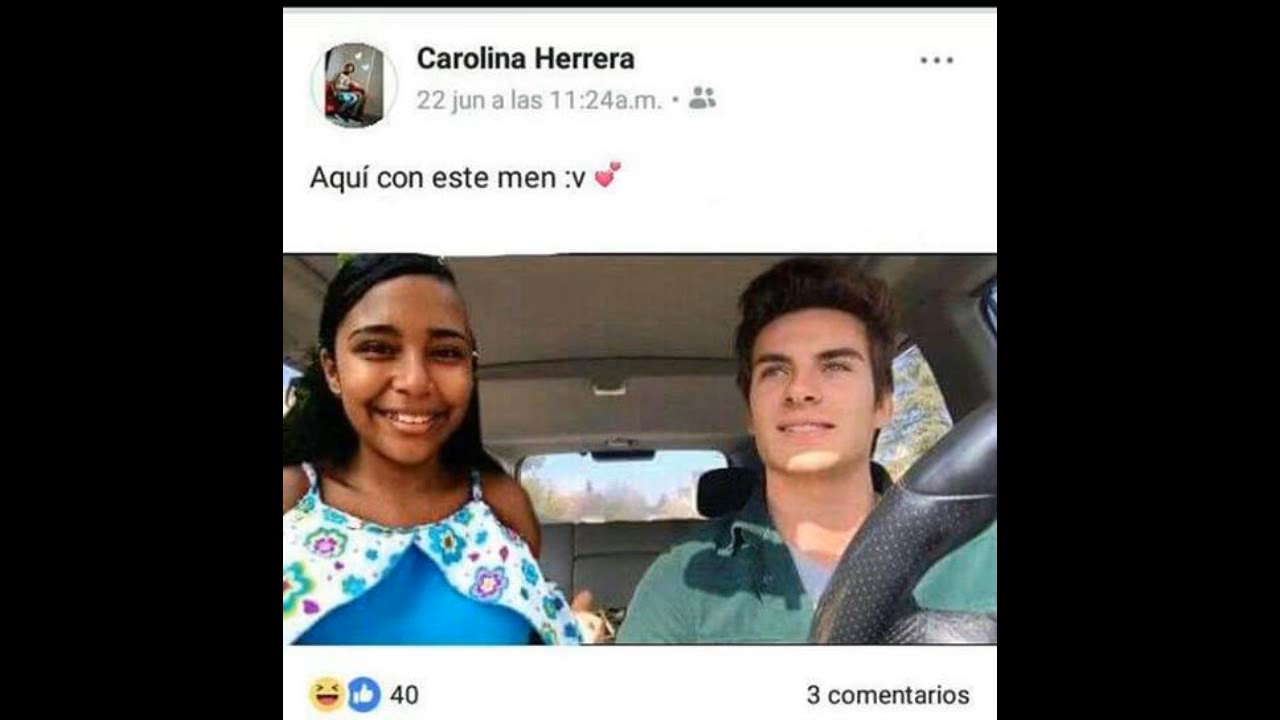 Carolina Herrera
22 jun a las 11:24a.m. •
Aquí con este men :v 💕
40
3 comentarios